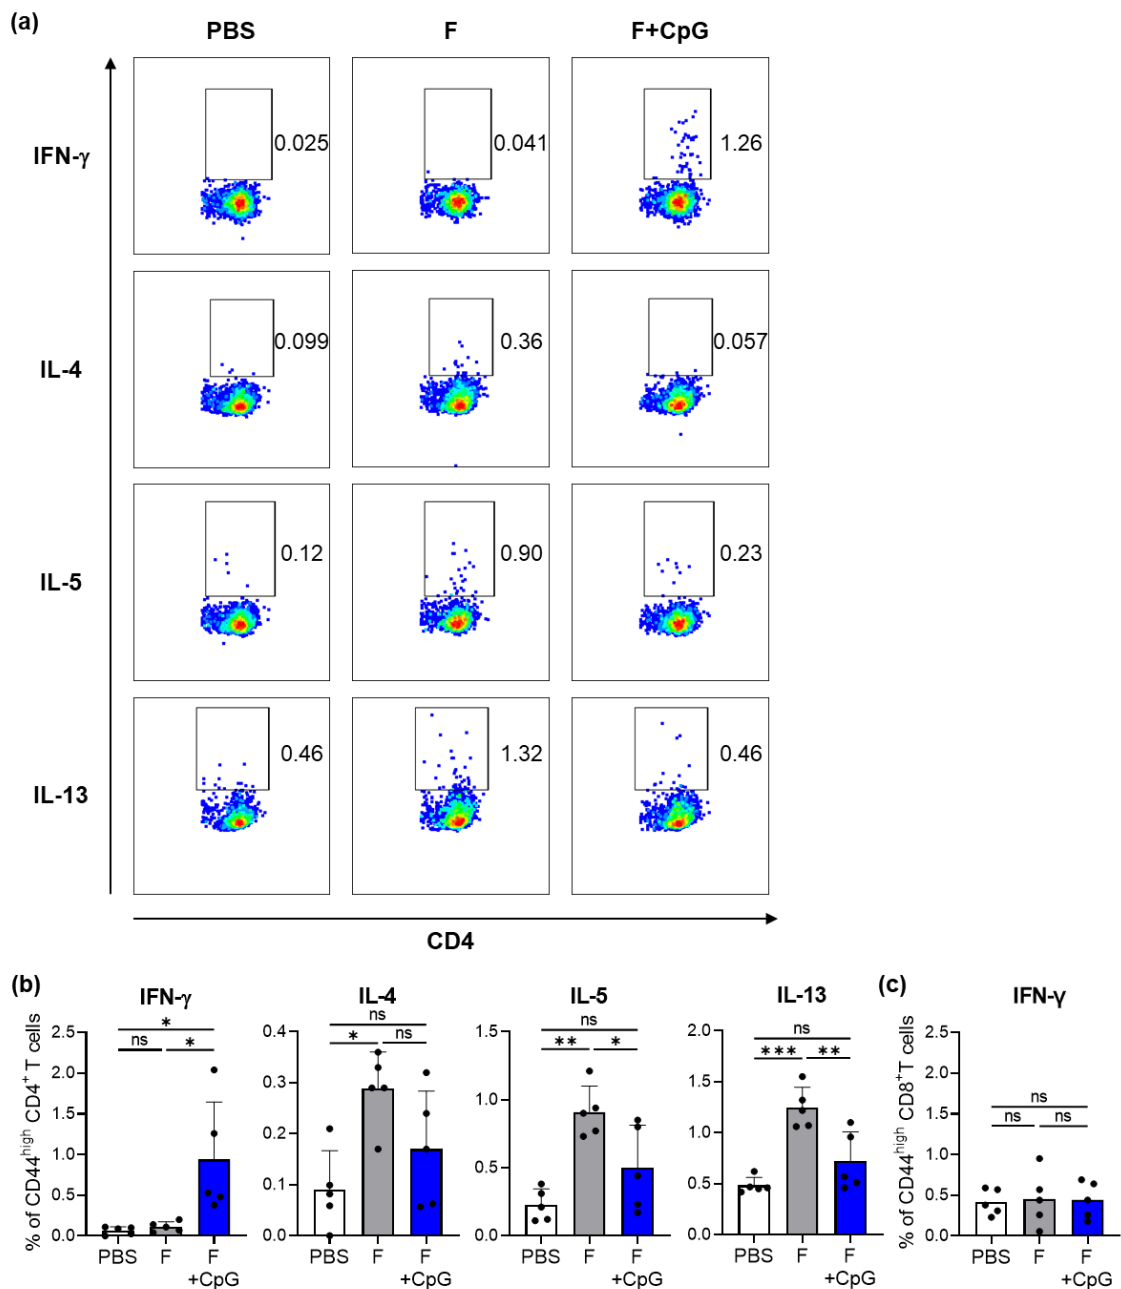 (a)
PBS F F+CpG
IFN-γ 0.025 0.041 1.26
IL-4 0.099 0.36 0.057
IL-5 0.12 0.90 0.23
IL-13 0.46 1.32 0.46
CD4
(b) IFN-γ IL-4 IL-5 IL-13 (c) IFN-γ
% of CD44high CD4+ T cells
2.5
2.0
1.5
1.0
0.5
0.0
*
ns *
PBS F F
+CpG
0.4
0.3
0.2
0.1
0.0
ns
* ns
PBS F F
+CpG
1.5
1.0
0.5
0.0
ns
** *
PBS F F
+CpG
2.0
1.5
1.0
0.5
0.0
ns
*** **
PBS F F
+CpG
% of CD44high CD8+T cells
2.5
2.0
1.5
1.0
0.5
0.0
ns
ns ns
PBS F F
+CpG